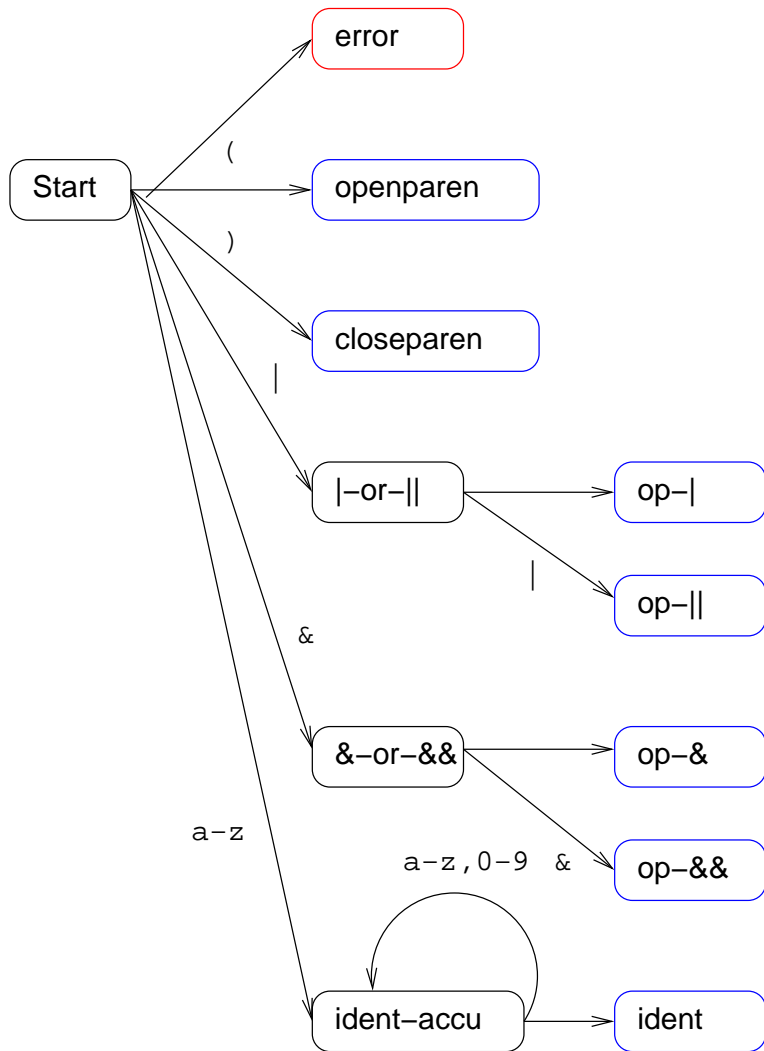 error
(
Start
openparen
)
closeparen
|
|–or–||
op–|
|
op–||
&
&–or–&&
op–&
a-z
a-z,0-9
&
op–&&
ident–accu
ident